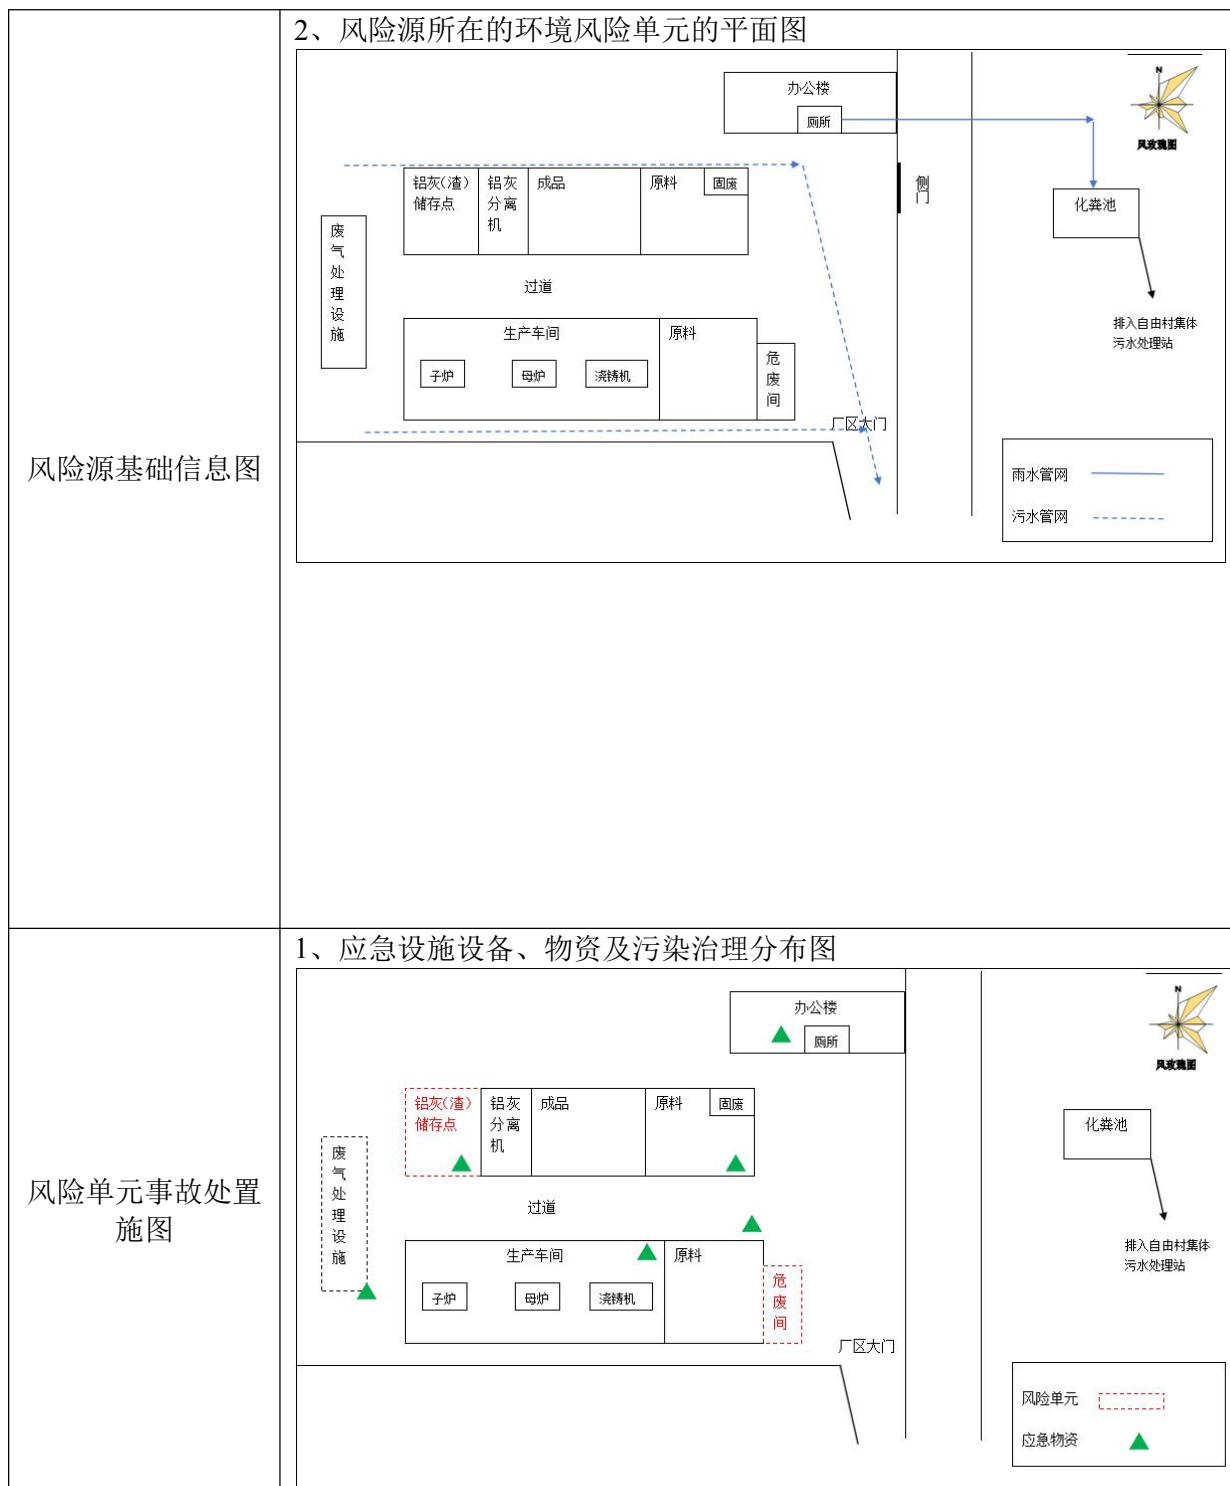 风险源基础信息图
2、风险源所在的环境风险单元的平面图
办公楼
厕所
N
风玫瑰图
铝灰(渣)
储存点
铝灰
分离
机
成品
原料
固废
侧门
化粪池
废气处理设施
过道
排入自由村集体
污水处理站
生产车间
原料
子炉
母炉
浇铸机
危废间
厂区大门
雨水管网
污水管网
风险单元事故处置
施图
1、应急设施设备、物资及污染治理分布图
办公楼
厕所
N
风玫瑰图
铝灰(渣)
储存点
铝灰
分离
机
成品
原料
固废
化粪池
废气处理设施
过道
排入自由村集体
污水处理站
生产车间
原料
子炉
母炉
浇铸机
危废间
厂区大门
风险单元
应急物资